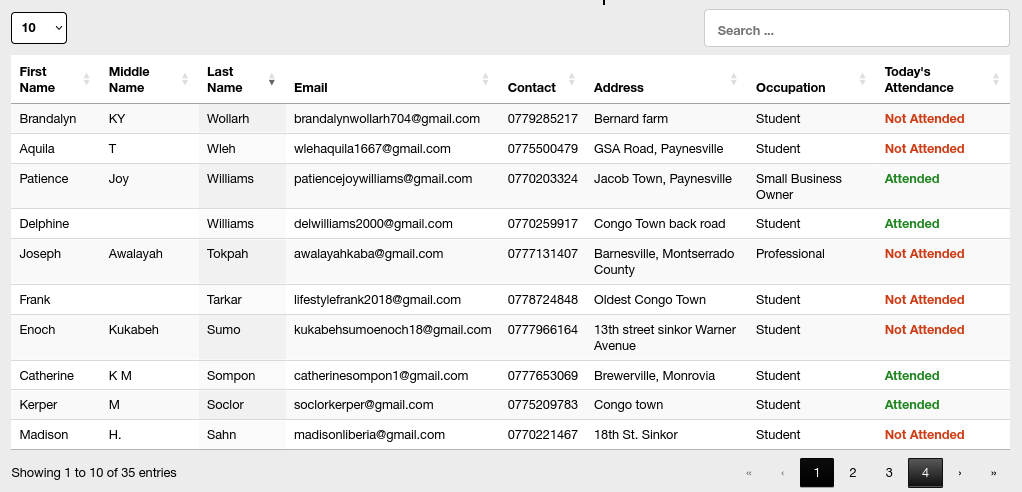 10
Search ...
First Name Middle Name Last Name Email Contact Address Occupation Today's Attendance
Brandalyn KY Wollarh brandalynwollarh704@gmail.com 0779285217 Bernard farm Student Not Attended
Aquila T Wleh wlehaquila1667@gmail.com 0775500479 GSA Road, Paynesville Student Not Attended
Patience Joy Williams patiencejoywilliams@gmail.com 0770203324 Jacob Town, Paynesville Small Business Owner Attended
Delphine Williams delwilliams2000@gmail.com 0770259917 Congo Town back road Student Attended
Joseph Awalayah Tokpah awalayahkaba@gmail.com 0777131407 Barnesville, Montserrado County Professional Not Attended
Frank Tarkar lifestylefrank2018@gmail.com 0778724848 Oldest Congo Town Student Not Attended
Enoch Kukabeh Sumo kukabehsumoenoch18@gmail.com 0777966164 13th street sinkor Warner Avenue Student Not Attended
Catherine K M Sompon catherinesompon1@gmail.com 0777653069 Brewerville, Monrovia Student Attended
Kerper M Soclor soclorkerper@gmail.com 0775209783 Congo town Student Attended
Madison H. Sahn madisonliberia@gmail.com 0770221467 18th St. Sinkor Student Not Attended
Showing 1 to 10 of 35 entries « ‹ 1 2 3 4 › »